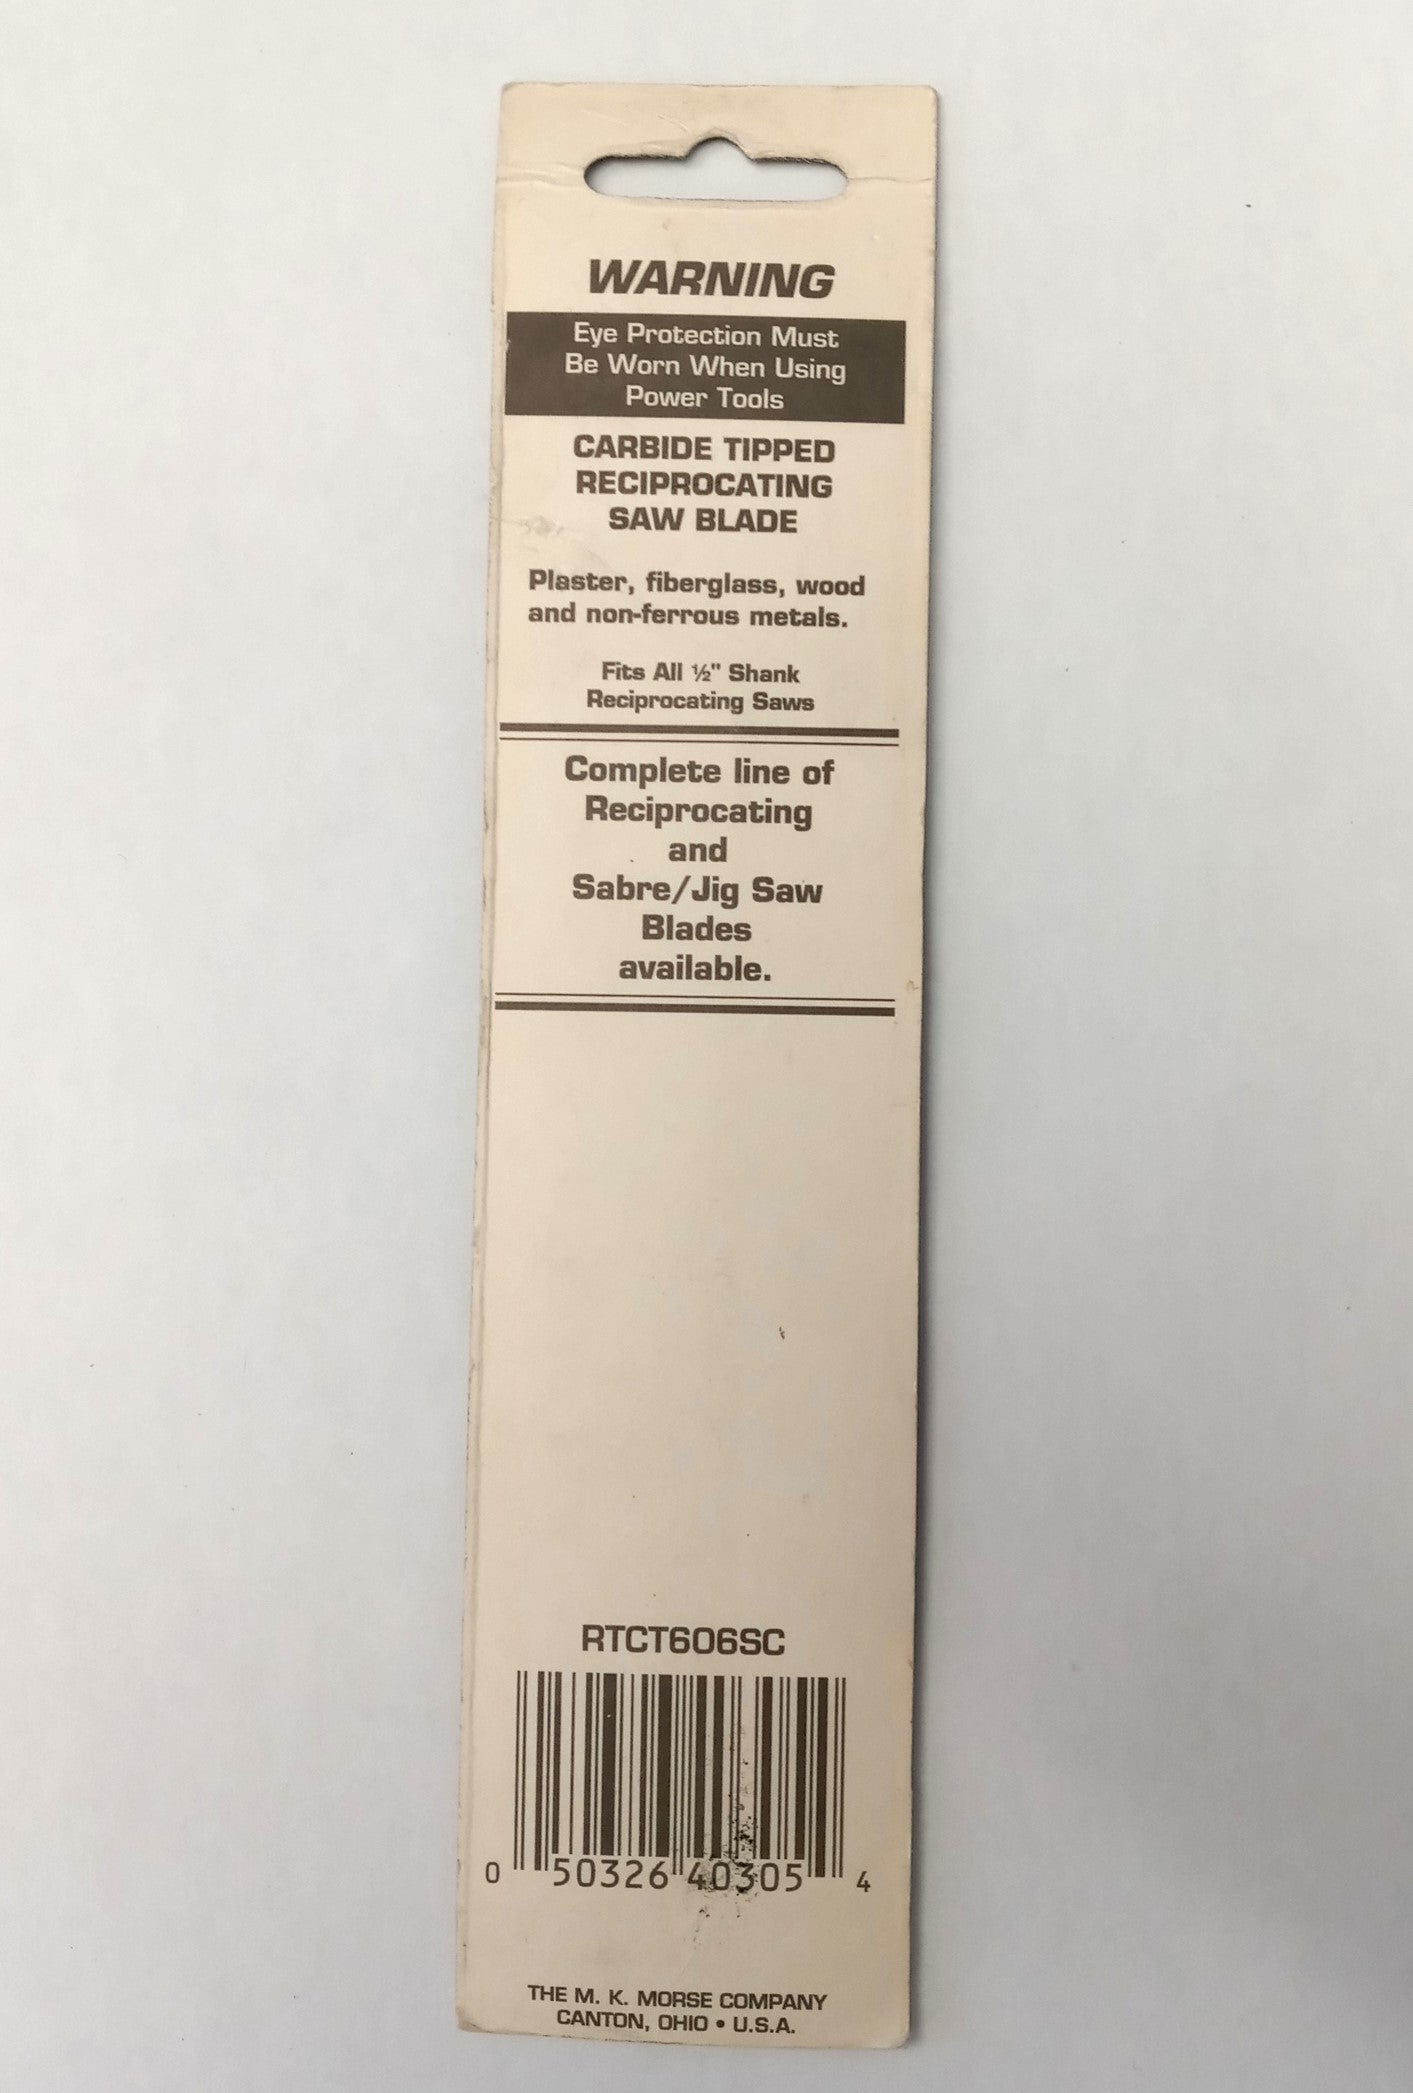 WARNING
Eye Protection Must
Be Worn When Using
Power Tools
CARBIDE TIPPED
RECIPROCATING
SAW BLADE
Plaster, fiberglass, wood
and non-ferrous metals.
Fits All ½" Shank
Reciprocating Saws
Complete line of
Reciprocating
and
Sabre/Jig Saw
Blades
available.
RTCT606SC
0 50326 40305 4
THE M. K. MORSE COMPANY
CANTON, OHIO • U.S.A.